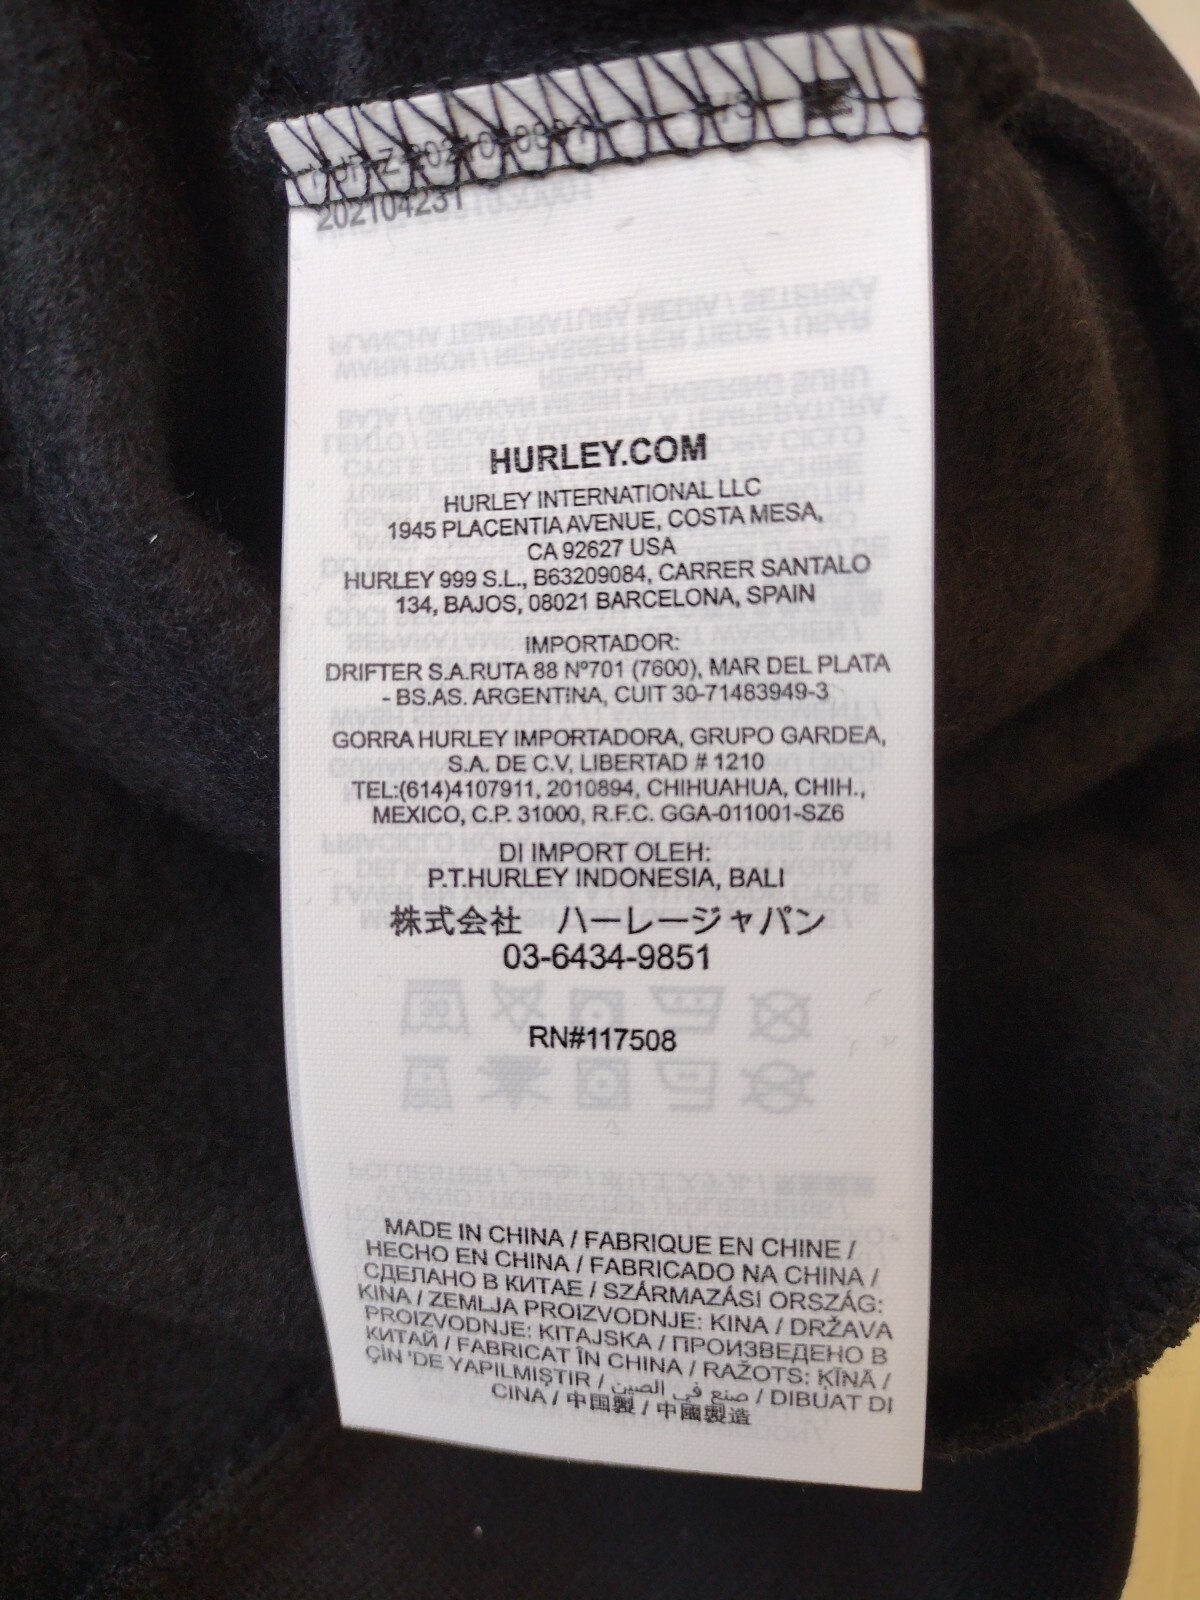 202104231
HURLEY.COM
HURLEY INTERNATIONAL LLC
1945 PLACENTIA AVENUE, COSTA MESA,
CA 92627 USA
HURLEY 999 S.L., B63209084, CARRER SANTALO
134, BAJOS, 08021 BARCELONA, SPAIN
IMPORTADOR:
DRIFTER S.A.RUTA 88 Nº701 (7600), MAR DEL PLATA
- BS.AS. ARGENTINA, CUIT 30-71483949-3
GORRA HURLEY IMPORTADORA, GRUPO GARDEA,
S.A. DE C.V, LIBERTAD # 1210
TEL:(614)4107911, 2010894, CHIHUAHUA, CHIH.,
MEXICO, C.P. 31000, R.F.C. GGA-011001-SZ6
DI IMPORT OLEH:
P.T.HURLEY INDONESIA, BALI
株式会社　ハーレージャパン
03-6434-9851
RN#117508
MADE IN CHINA / FABRIQUE EN CHINE /
HECHO EN CHINA / FABRICADO NA CHINA /
СДЕЛАНО В КИТАЕ / SZÁRMAZÁSI ORSZÁG:
KINA / ZEMLJA PROIZVODNJE: KINA / DRŽAVA
PROIZVODNJE: KITAJSKA / ПРОИЗВЕДЕНО В
КИТАЙ / FABRICAT ÎN CHINA / RAŽOTS: ĶĪNĀ /
ÇİN 'DE YAPILMIŞTIR / صنع في الصين / DIBUAT DI
CINA / 中国製 / 中國製造